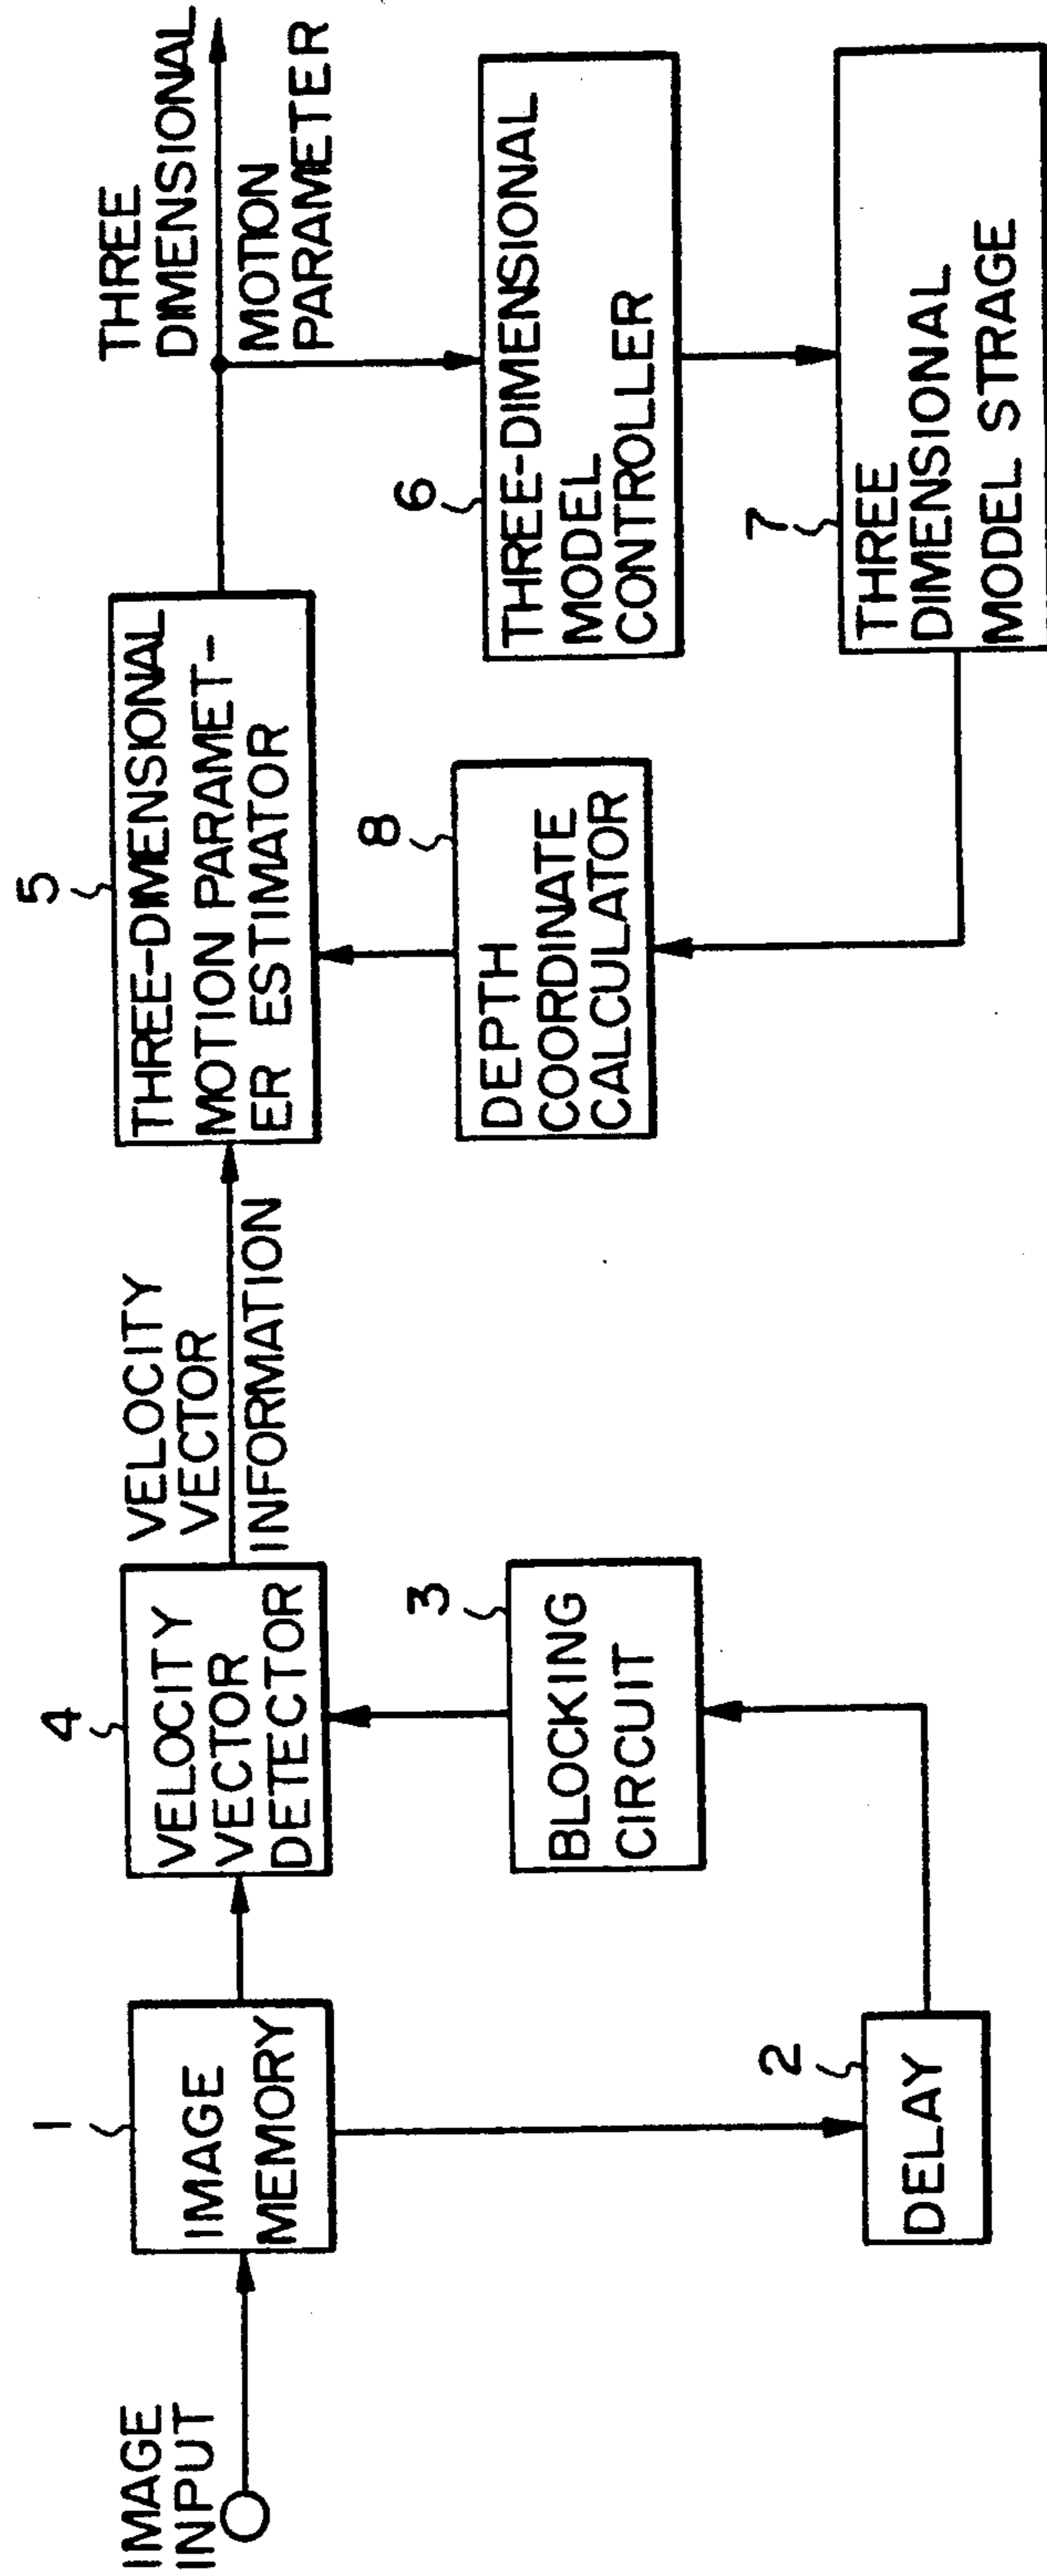 IMAGE
INPUT
1
IMAGE
MEMORY
2
DELAY
3
BLOCKING
CIRCUIT
4
VELOCITY
VECTOR
DETECTOR
VELOCITY
VECTOR
INFORMATION
5
THREE-DIMENSIONAL
MOTION PARAMET-
ER ESTIMATOR
8
DEPTH
COORDINATE
CALCULATOR
THREE
DIMENSIONAL
MOTION
PARAMETER
6
THREE-DIMENSIONAL
MODEL
CONTROLLER
7
THREE
DIMENSIONAL
MODEL STRAGE